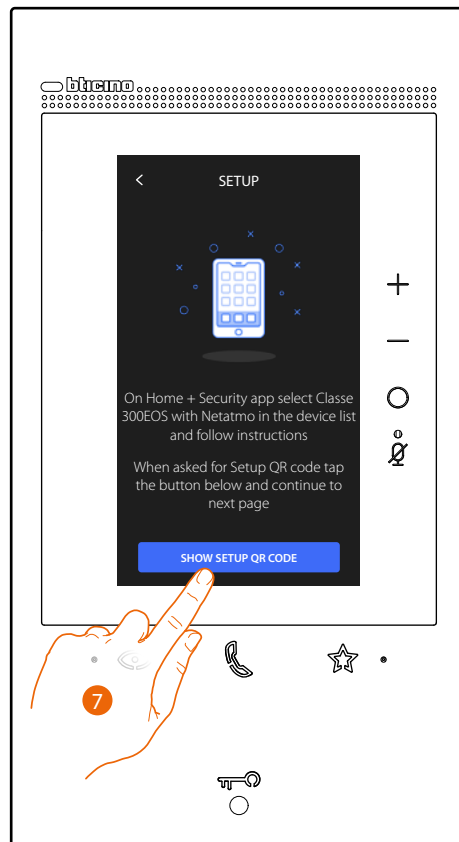 bticino
SETUP
On Home + Security app select Classe
300EOS with Netatmo in the device list
and follow instructions
When asked for Setup QR code tap
the button below and continue to
next page
SHOW SETUP QR CODE
7